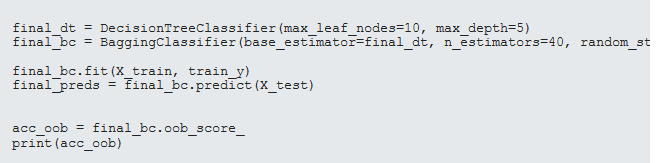 final_dt = DecisionTreeClassifier(max_leaf_nodes=10, max_depth=5)
final_bc = BaggingClassifier(base_estimator=final_dt, n_estimators=40, random_st
final_bc.fit(X_train, train_y)
final_preds = final_bc.predict(X_test)
acc_oob = final_bc.oob_score_
print(acc_oob)